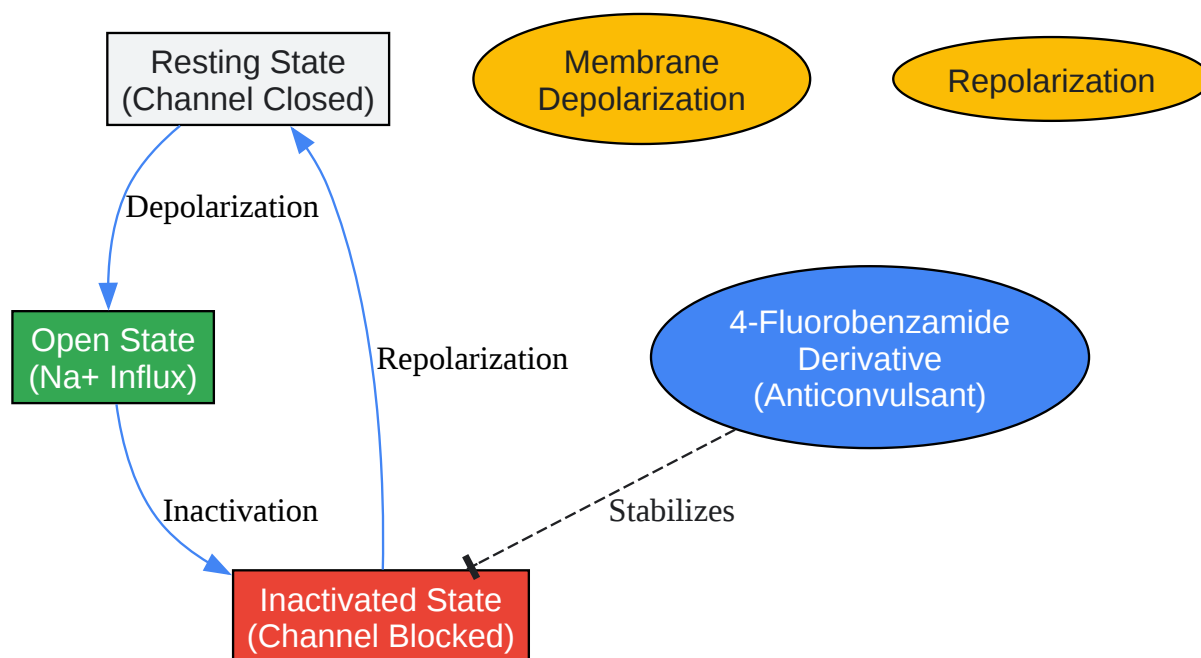 Resting State
(Channel Closed)
Membrane
Depolarization
Repolarization
Depolarization
Open State
(Na+ Influx)
Repolarization
4-Fluorobenzamide
Derivative
(Anticonvulsant)
Inactivation
Stabilizes
Inactivated State
(Channel Blocked)